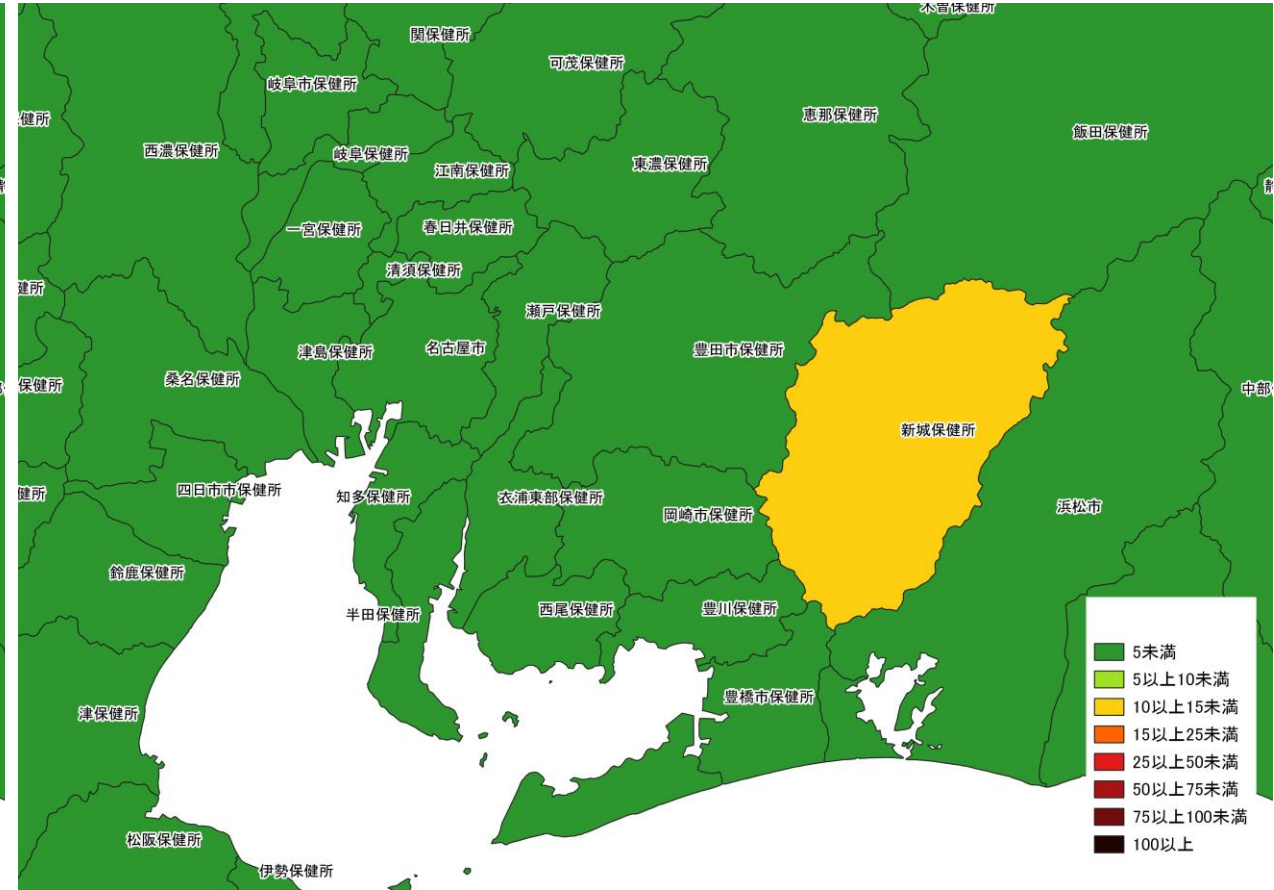 木曽保健所
関保健所
可茂保健所
岐阜市保健所
恵那保健所
保健所
飯田保健所
西濃保健所
岐阜保健所
東濃保健所
江南保健所
一宮保健所
春日井保健所
清須保健所
健所
瀬戸保健所
津島保健所
名古屋市
豊田市保健所
桑名保健所
保健所
中部
新城保健所
四日市市保健所
健所
知多保健所
衣浦東部保健所
岡崎市保健所
浜松市
鈴鹿保健所
半田保健所
西尾保健所
豊川保健所
津保健所
豊橋市保健所
松阪保健所
伊勢保健所
5未満
5以上10未満
10以上15未満
15以上25未満
25以上50未満
50以上75未満
75以上100未満
100以上